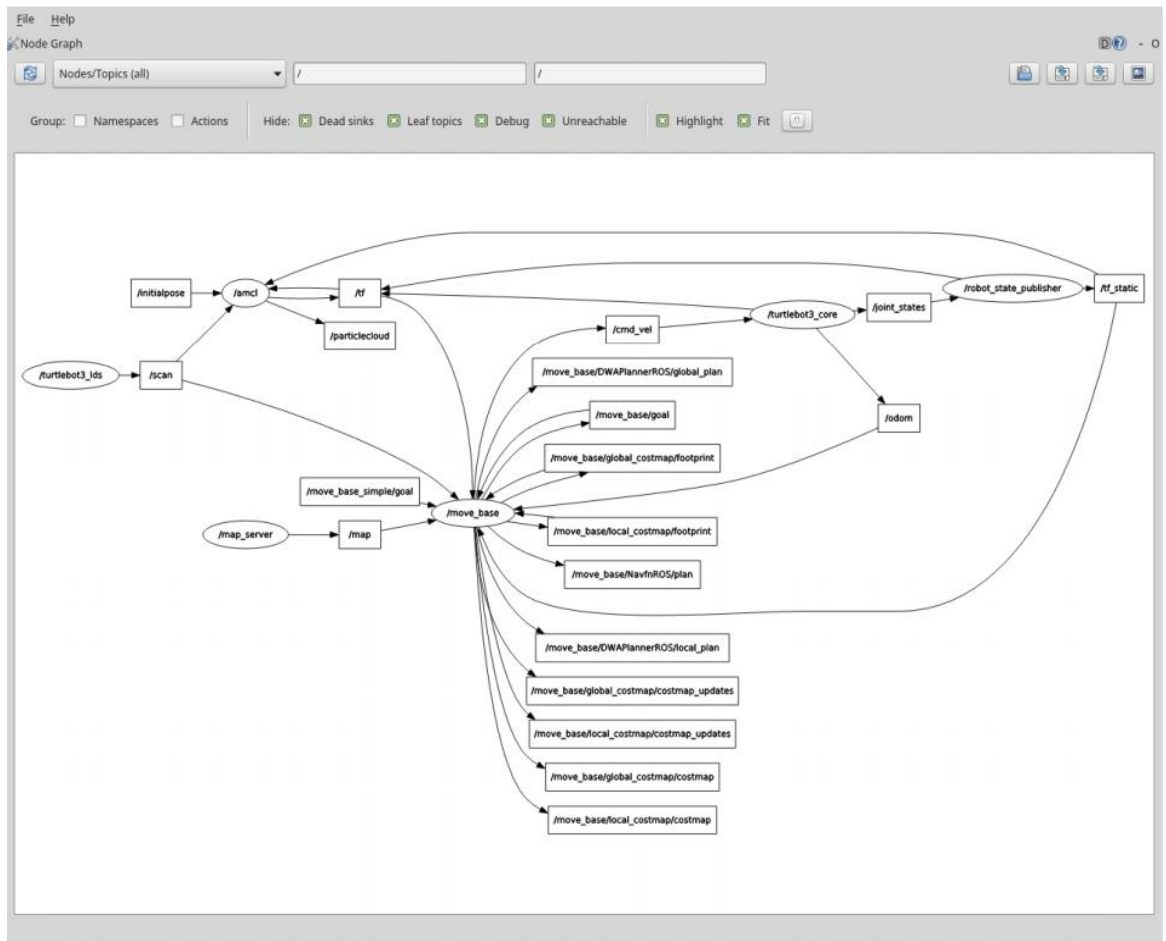 File Help
Node Graph
D ? - O
Nodes/Topics (all) / /
Group: Namespaces Actions Hide: Dead sinks Leaf topics Debug Unreachable Highlight Fit
/initialpose
/amcl
/tf
/particlecloud
/turtlebot3_lds
/scan
/cmd_vel
/turtlebot3_core
/joint_states
/robot_state_publisher
/tf_static
/move_base/DWAPlannerROS/global_plan
/move_base/goal
/odom
/move_base/global_costmap/footprint
/move_base_simple/goal
/move_base
/map_server
/map
/move_base/local_costmap/footprint
/move_base/NavfnROS/plan
/move_base/DWAPlannerROS/local_plan
/move_base/global_costmap/costmap_updates
/move_base/local_costmap/costmap_updates
/move_base/global_costmap/costmap
/move_base/local_costmap/costmap